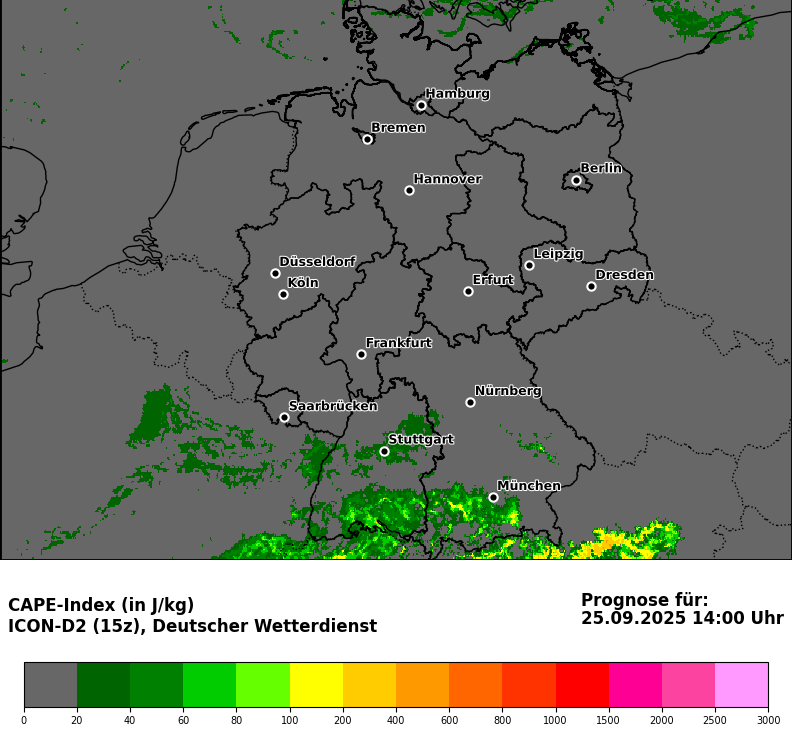 Hamburg
Bremen
Berlin
Hannover
Leipzig
Düsseldorf
Dresden
Erfurt
Köln
Frankfurt
Nürnberg
Saarbrücken
Stuttgart
München
CAPE-Index (in J/kg)
ICON-D2 (15z), Deutscher Wetterdienst
Prognose für:
25.09.2025 14:00 Uhr
0 20 40 60 80 100 200 400 600 800 1000 1500 2000 2500 3000